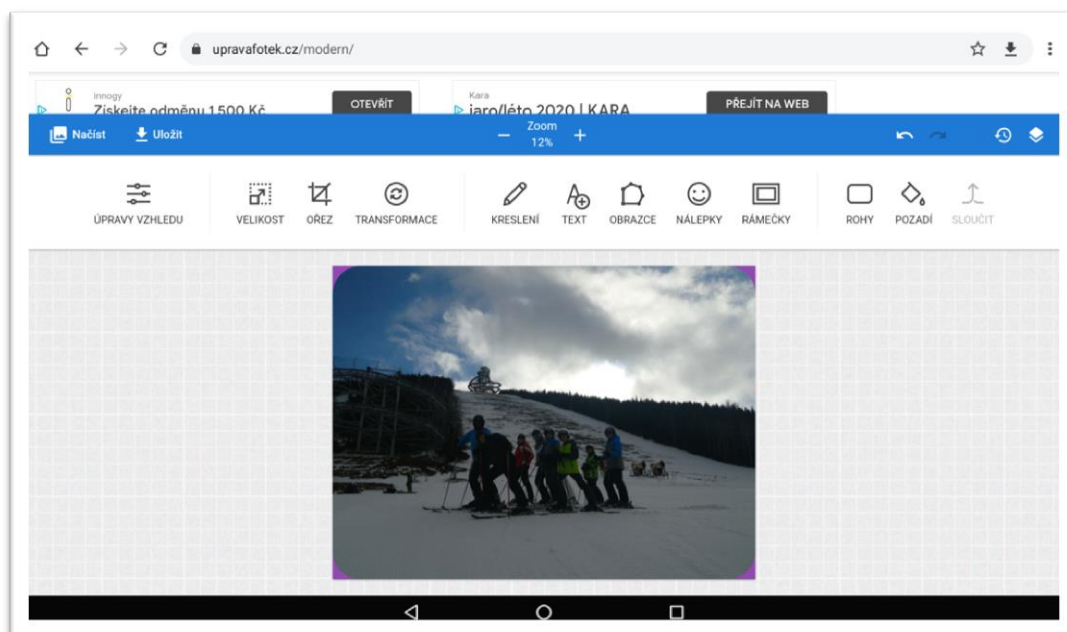 upravafotek.cz/modern/
innogy
Získejte odměnu 1 500 Kč
OTEVŘÍT
Kara
jaro/léto 2020 | KARA
PŘEJÍT NA WEB
Načíst
Uložit
Zoom
12%
ÚPRAVY VZHLEDU
VELIKOST
OŘEZ
TRANSFORMACE
KRESLENÍ
TEXT
OBRAZCE
NÁLEPKY
RÁMEČKY
ROHY
POZADÍ
SLOUČIT